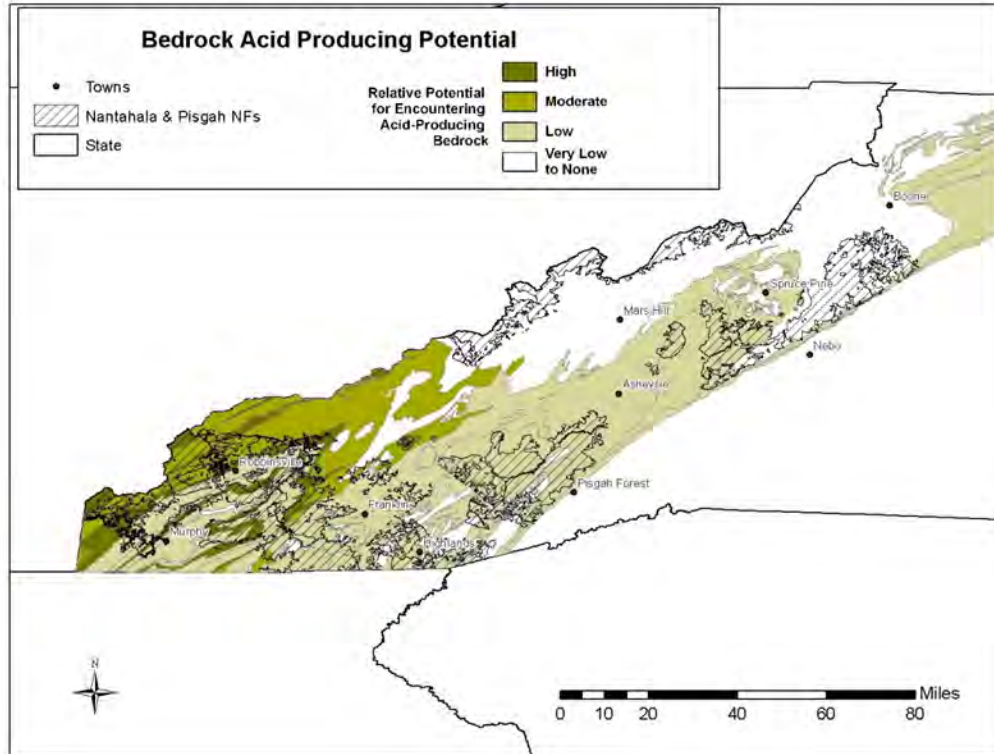 Bedrock Acid Producing Potential
Towns
Nantahala & Pisgah NFs
State
Relative Potential
for Encountering
Acid-Producing
Bedrock
High
Moderate
Low
Very Low
to None
Boone
Spruce Pine
Mars Hill
Nebo
Asheville
Robbinsville
Pisgah Forest
Franklin
Murphy
Highlands
N
Miles
0 10 20 40 60 80